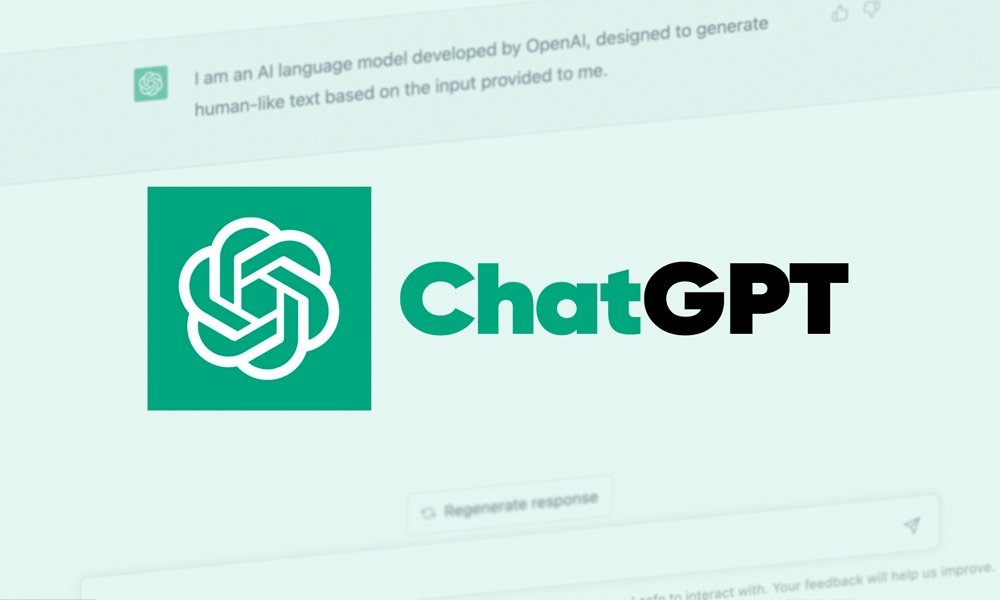 I am an AI language model developed by OpenAI, designed to generate
human-like text based on the input provided to me.
ChatGPT
Regenerate response
safe to interact with. Your feedback will help us improve.